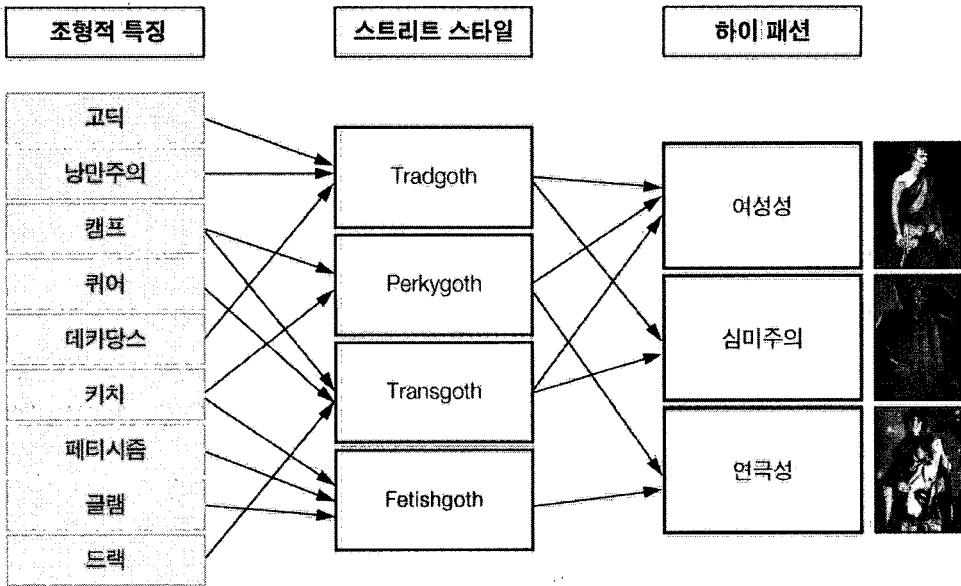 조형적 특징
스트리트 스타일
하이 패션
고딕
낭만주의
캠프
퀴어
데카당스
키치
페티시즘
글램
드랙
Tradgoth
Perkygoth
Transgoth
Fetishgoth
여성성
심미주의
연극성